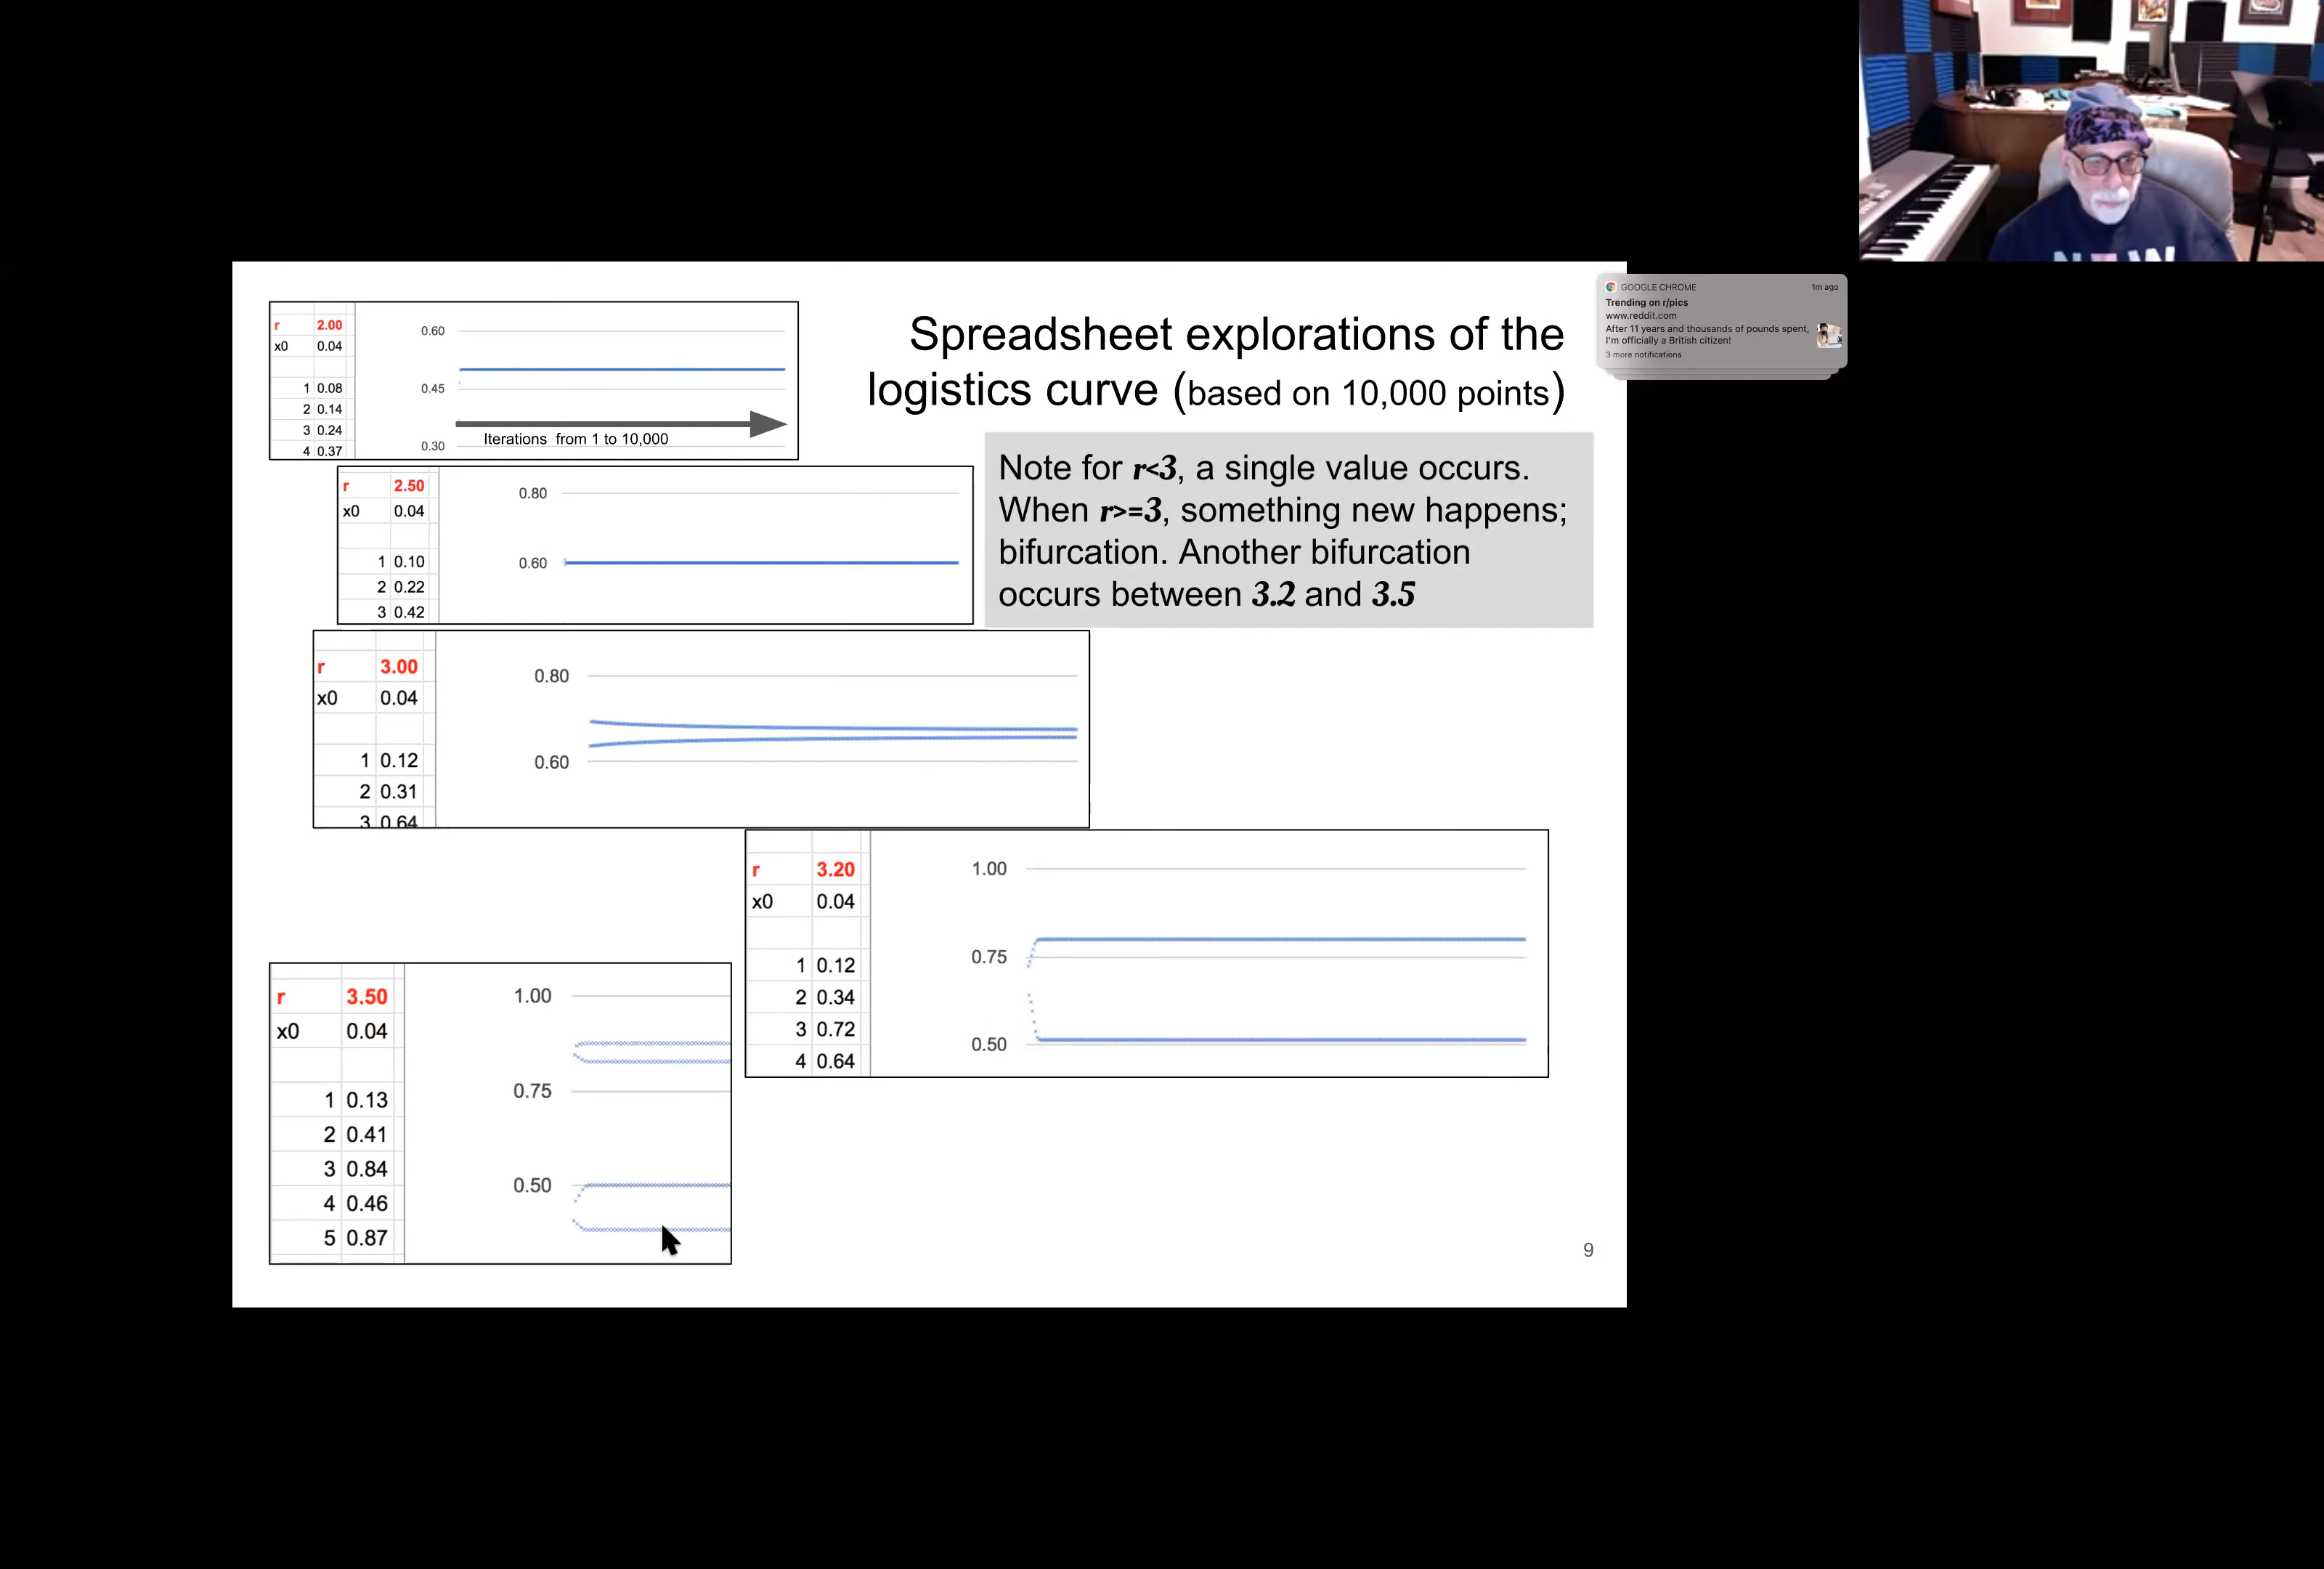 Spreadsheet explorations of the
logistics curve (based on 10,000 points)
r 2.00
x0 0.04
1 0.08
2 0.14
3 0.24
4 0.37
0.60
0.45
0.30
Iterations from 1 to 10,000
Note for r<3, a single value occurs.
When r>=3, something new happens;
bifurcation. Another bifurcation
occurs between 3.2 and 3.5
r 2.50
x0 0.04
1 0.10
2 0.22
3 0.42
0.80
0.60
r 3.00
x0 0.04
1 0.12
2 0.31
3 0.64
0.80
0.60
r 3.20
x0 0.04
1 0.12
2 0.34
3 0.72
4 0.64
1.00
0.75
0.50
r 3.50
x0 0.04
1 0.13
2 0.41
3 0.84
4 0.46
5 0.87
1.00
0.75
0.50
9
GOOGLE CHROME 1m ago
Trending on r/pics
www.reddit.com
After 11 years and thousands of pounds spent,
I'm officially a British citizen!
3 more notifications